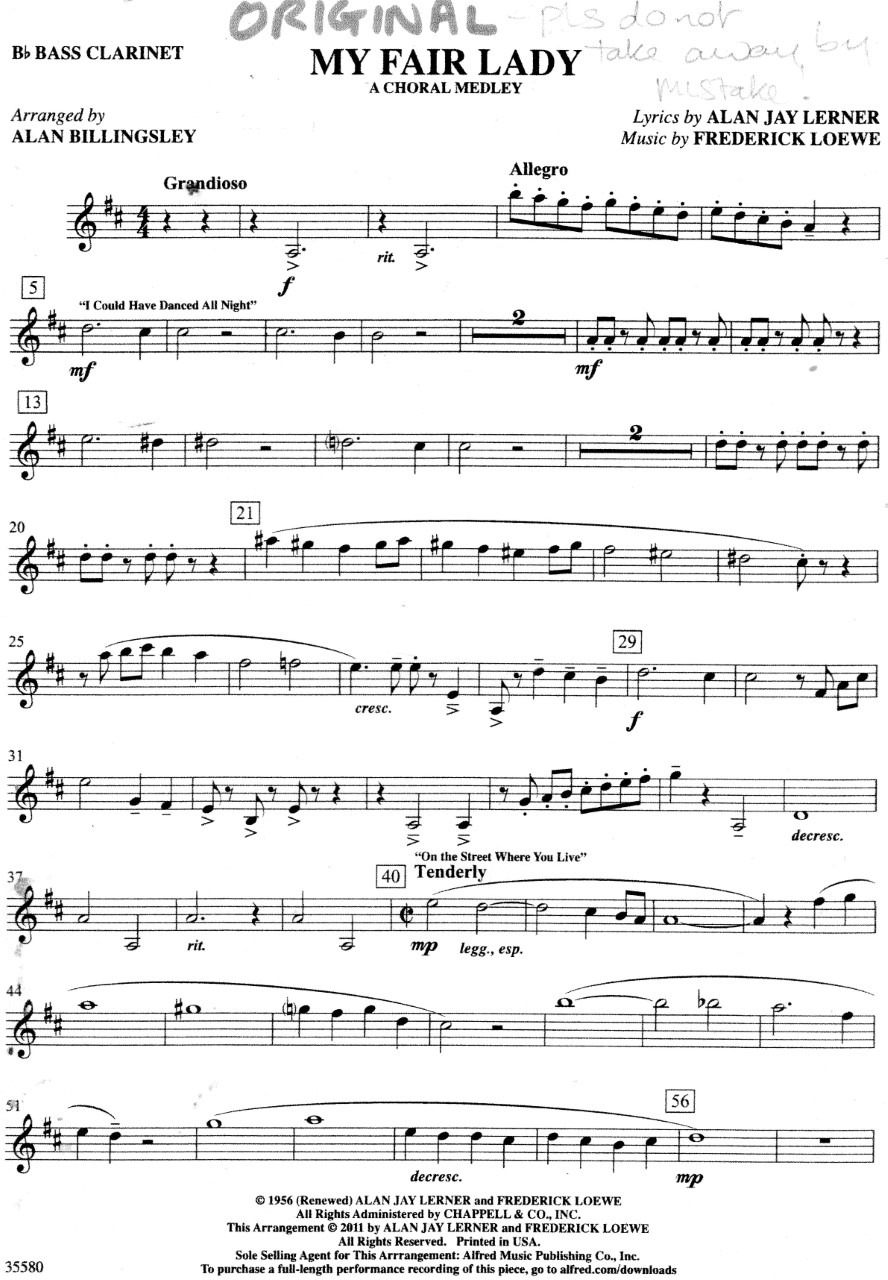 ORIGINAL - pls do not
take away by
mistake!
B♭ BASS CLARINET
MY FAIR LADY
A CHORAL MEDLEY
Arranged by
ALAN BILLINGSLEY
Lyrics by ALAN JAY LERNER
Music by FREDERICK LOEWE
Grandioso
Allegro
rit.
f
5
"I Could Have Danced All Night"
2
mf
mf
13
2
20
21
25
29
cresc.
f
31
decresc.
"On the Street Where You Live"
37
40
Tenderly
rit.
mp
legg., esp.
44
51
56
decresc.
mp
© 1956 (Renewed) ALAN JAY LERNER and FREDERICK LOEWE
All Rights Administered by CHAPPELL & CO., INC.
This Arrangement © 2011 by ALAN JAY LERNER and FREDERICK LOEWE
All Rights Reserved. Printed in USA.
Sole Selling Agent for This Arrrangement: Alfred Music Publishing Co., Inc.
35580
To purchase a full-length performance recording of this piece, go to alfred.com/downloads